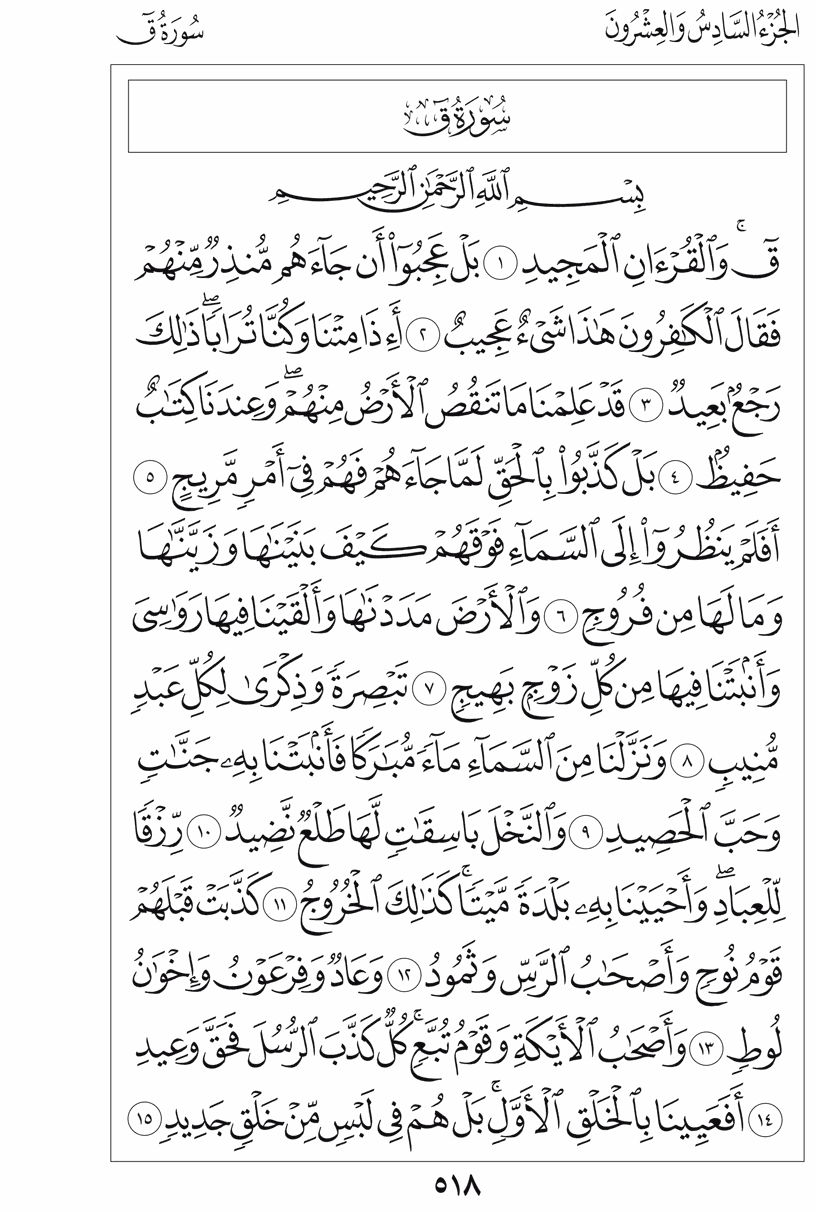 الجُزْءُ السَّادِسُ وَالعِشْرُونَ
سُورَةُ قٓ
سُورَةُ قٓ
بِسْمِ ٱللَّهِ ٱلرَّحْمَٰنِ ٱلرَّحِيمِ
قٓۚ وَٱلْقُرْءَانِ ٱلْمَجِيدِ ١ بَلْ عَجِبُوٓا۟ أَن جَآءَهُم مُّنذِرٌ مِّنْهُمْ
فَقَالَ ٱلْكَٰفِرُونَ هَٰذَا شَىْءٌ عَجِيبٌ ٢ أَءِذَا مِتْنَا وَكُنَّا تُرَابًاۖ ذَٰلِكَ
رَجْعٌۢ بَعِيدٌ ٣ قَدْ عَلِمْنَا مَا تَنقُصُ ٱلْأَرْضُ مِنْهُمْۖ وَعِندَنَا كِتَٰبٌ
حَفِيظٌۢ ٤ بَلْ كَذَّبُوا۟ بِٱلْحَقِّ لَمَّا جَآءَهُمْ فَهُمْ فِىٓ أَمْرٍ مَّرِيجٍ ٥
أَفَلَمْ يَنظُرُوٓا۟ إِلَى ٱلسَّمَآءِ فَوْقَهُمْ كَيْفَ بَنَيْنَٰهَا وَزَيَّنَّٰهَا
وَمَا لَهَا مِن فُرُوجٍ ٦ وَٱلْأَرْضَ مَدَدْنَٰهَا وَأَلْقَيْنَا فِيهَا رَوَٰسِىَ
وَأَنۢبَتْنَا فِيهَا مِن كُلِّ زَوْجٍۭ بَهِيجٍ ٧ تَبْصِرَةً وَذِكْرَىٰ لِكُلِّ عَبْدٍ
مُّنِيبٍ ٨ وَنَزَّلْنَا مِنَ ٱلسَّمَآءِ مَآءً مُّبَٰرَكًا فَأَنۢبَتْنَا بِهِۦ جَنَّٰتٍ
وَحَبَّ ٱلْحَصِيدِ ٩ وَٱلنَّخْلَ بَاسِقَٰتٍ لَّهَا طَلْعٌ نَّضِيدٌ ١٠ رِّزْقًا
لِّلْعِبَادِۖ وَأَحْيَيْنَا بِهِۦ بَلْدَةً مَّيْتًاۚ كَذَٰلِكَ ٱلْخُرُوجُ ١١ كَذَّبَتْ قَبْلَهُمْ
قَوْمُ نُوحٍ وَأَصْحَٰبُ ٱلرَّسِّ وَثَمُودُ ١٢ وَعَادٌ وَفِرْعَوْنُ وَإِخْوَٰنُ
لُوطٍ ١٣ وَأَصْحَٰبُ ٱلْأَيْكَةِ وَقَوْمُ تُبَّعٍۚ كُلٌّ كَذَّبَ ٱلرُّسُلَ فَحَقَّ وَعِيدِ
١٤ أَفَعَيِينَا بِٱلْخَلْقِ ٱلْأَوَّلِۚ بَلْ هُمْ فِى لَبْسٍ مِّنْ خَلْقٍ جَدِيدٍ ١٥
٥١٨